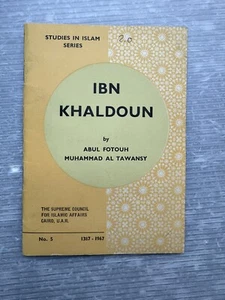 STUDIES IN ISLAM
SERIES
20
IBN
KHALDOUN
by
ABUL FOTOUH
MUHAMMAD AL TAWANSY
THE SUPREME COUNCIL
FOR ISLAMIC AFFAIRS
CAIRO, U.A.R.
No. 5
1387 - 1967